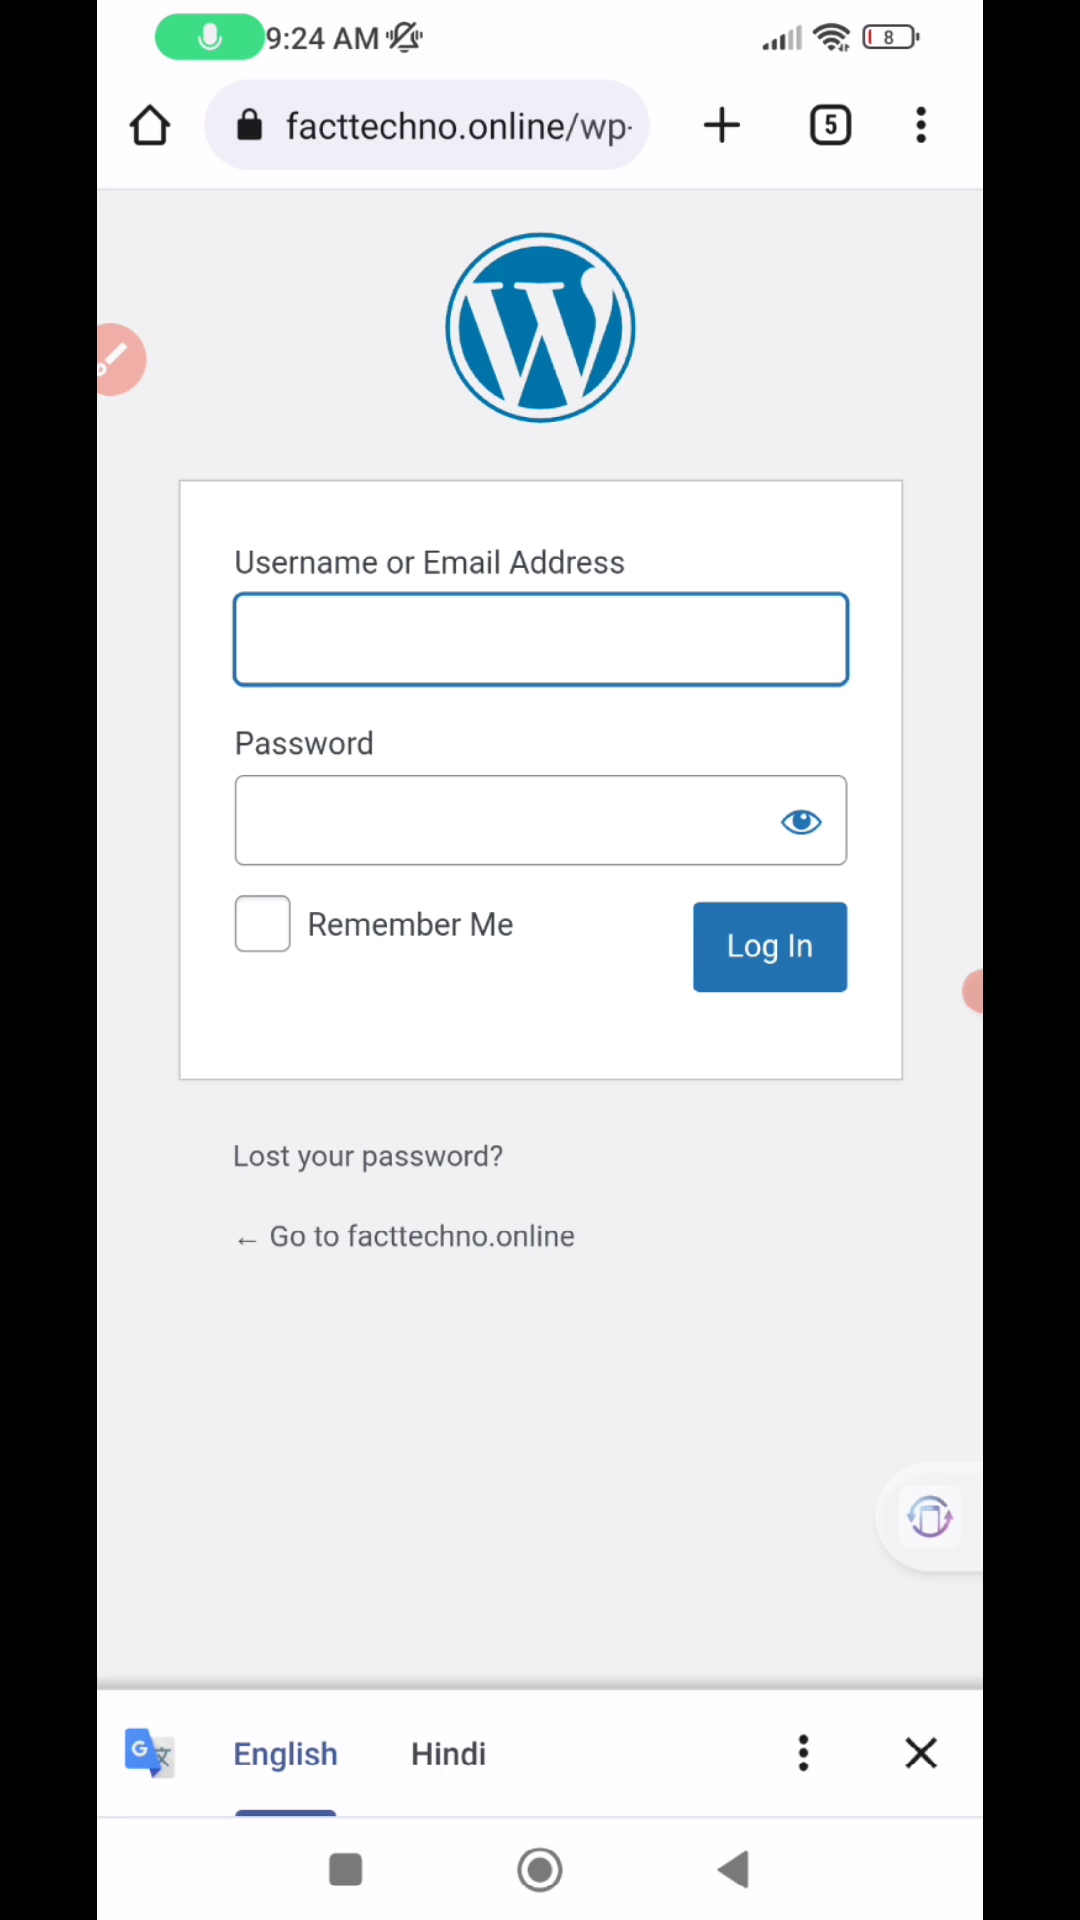 9:24 AM 8
facttechno.online/wp- 5
Username or Email Address
Password
Remember Me
Log In
Lost your password?
← Go to facttechno.online
English Hindi